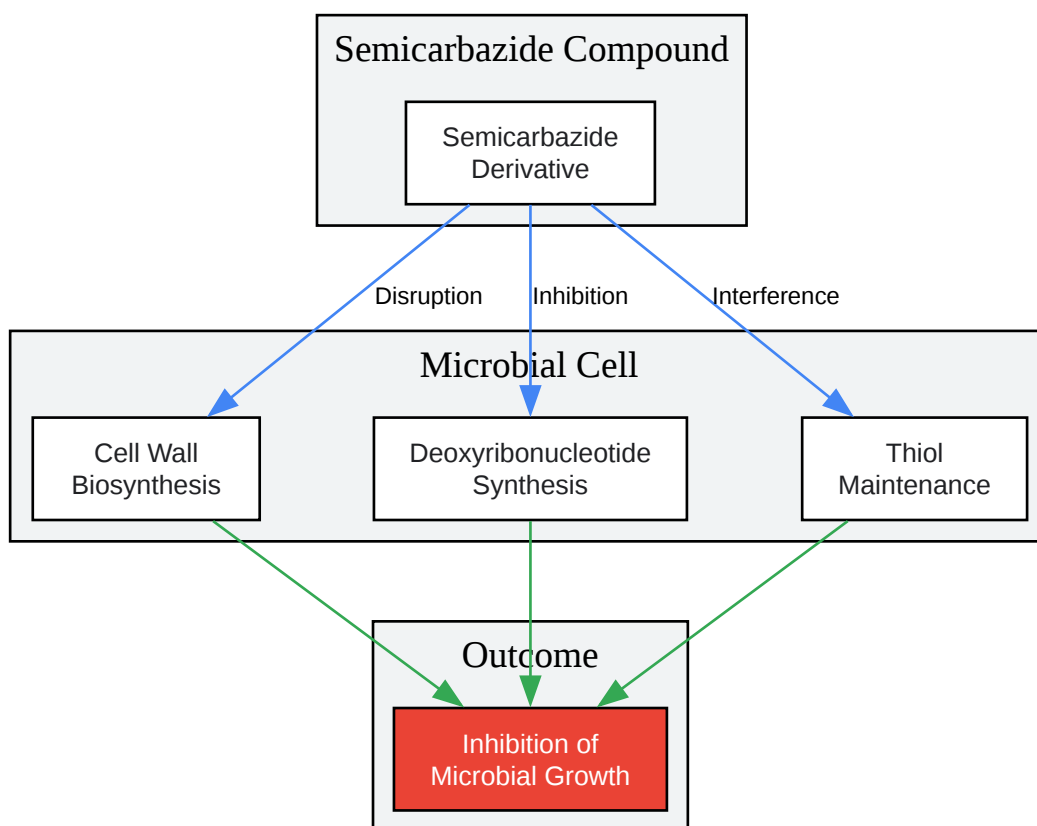 Semicarbazide Compound
Semicarbazide
Derivative
Disruption
Inhibition
Interference
Microbial Cell
Cell Wall
Biosynthesis
Deoxyribonucleotide
Synthesis
Thiol
Maintenance
Outcome
Inhibition of
Microbial Growth